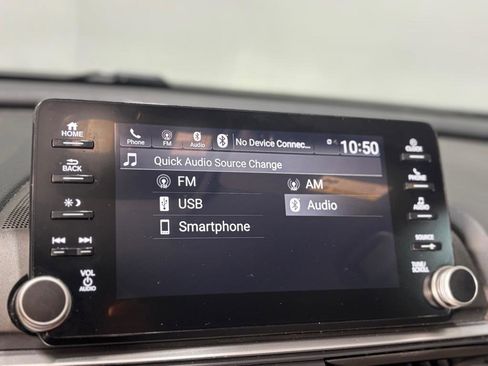 HOME
BACK
VOL
AUDIO
Phone
FM
Audio
No Device Connec...
10:50
Quick Audio Source Change
FM
AM
USB
Audio
Smartphone
PHONE
AUDIO
SOURCE
TUNE/
SCROLL